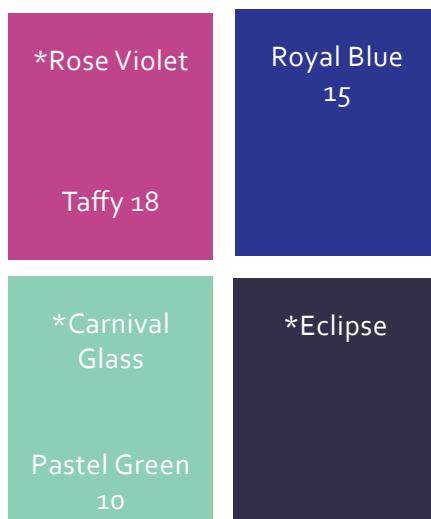 *Rose Violet
Taffy 18
Royal Blue
15
*Carnival
Glass
Pastel Green
10
*Eclipse